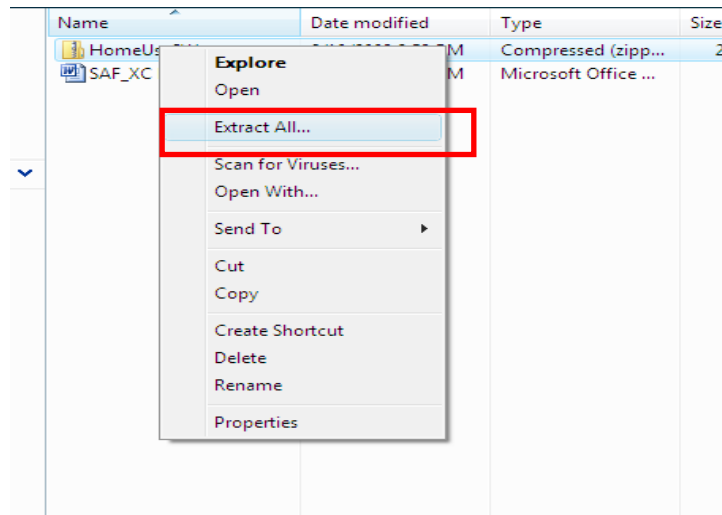 Name Date modified Type Size
HomeUs M Compressed (zipp... 2
SAF_XC M Microsoft Office ...
Explore
Open
Extract All...
Scan for Viruses...
Open With...
Send To
Cut
Copy
Create Shortcut
Delete
Rename
Properties